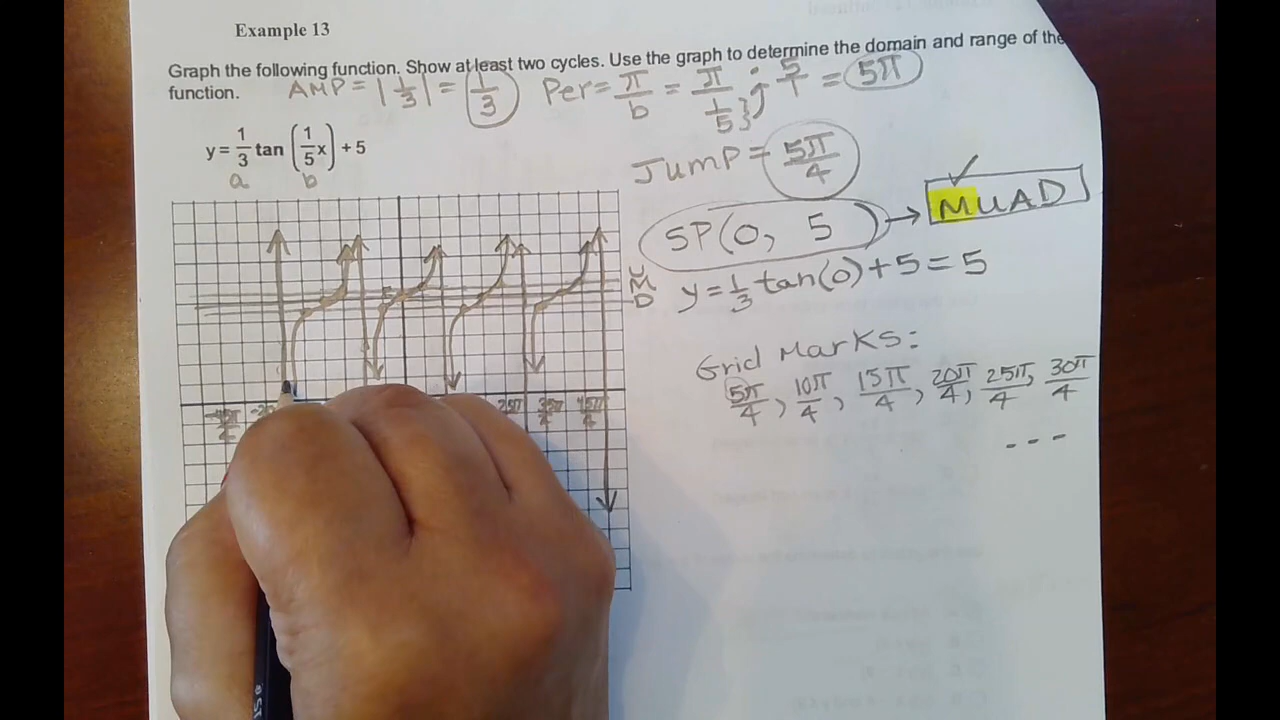 Example 13
Graph the following function. Show at least two cycles. Use the graph to determine the domain and range of the
function.
AMP = |1/3| = 1/3
Per = π/b = π/(1/5) ; 5/1 = 5π
y = 1/3 tan (1/5 x) + 5
a b
Jump = 5π/4
SP(0, 5) → MUAD
y = 1/3 tan(0) + 5 = 5
U
M
D
5
Grid Marks:
5π/4, 10π/4, 15π/4, 20π/4, 25π/4, 30π/4
---